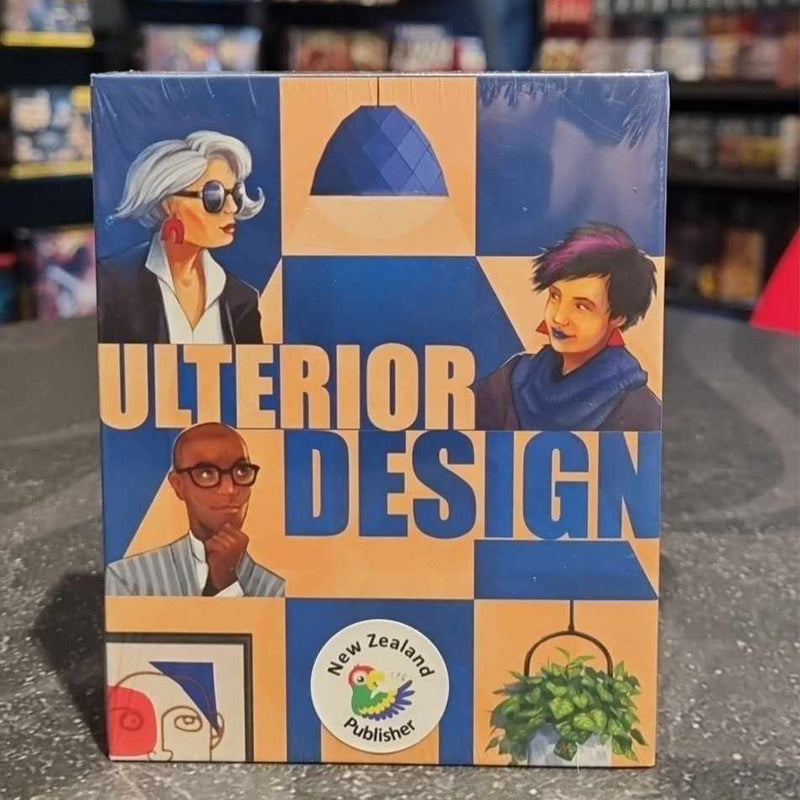 ULTERIOR
DESIGN
New Zealand
Publisher